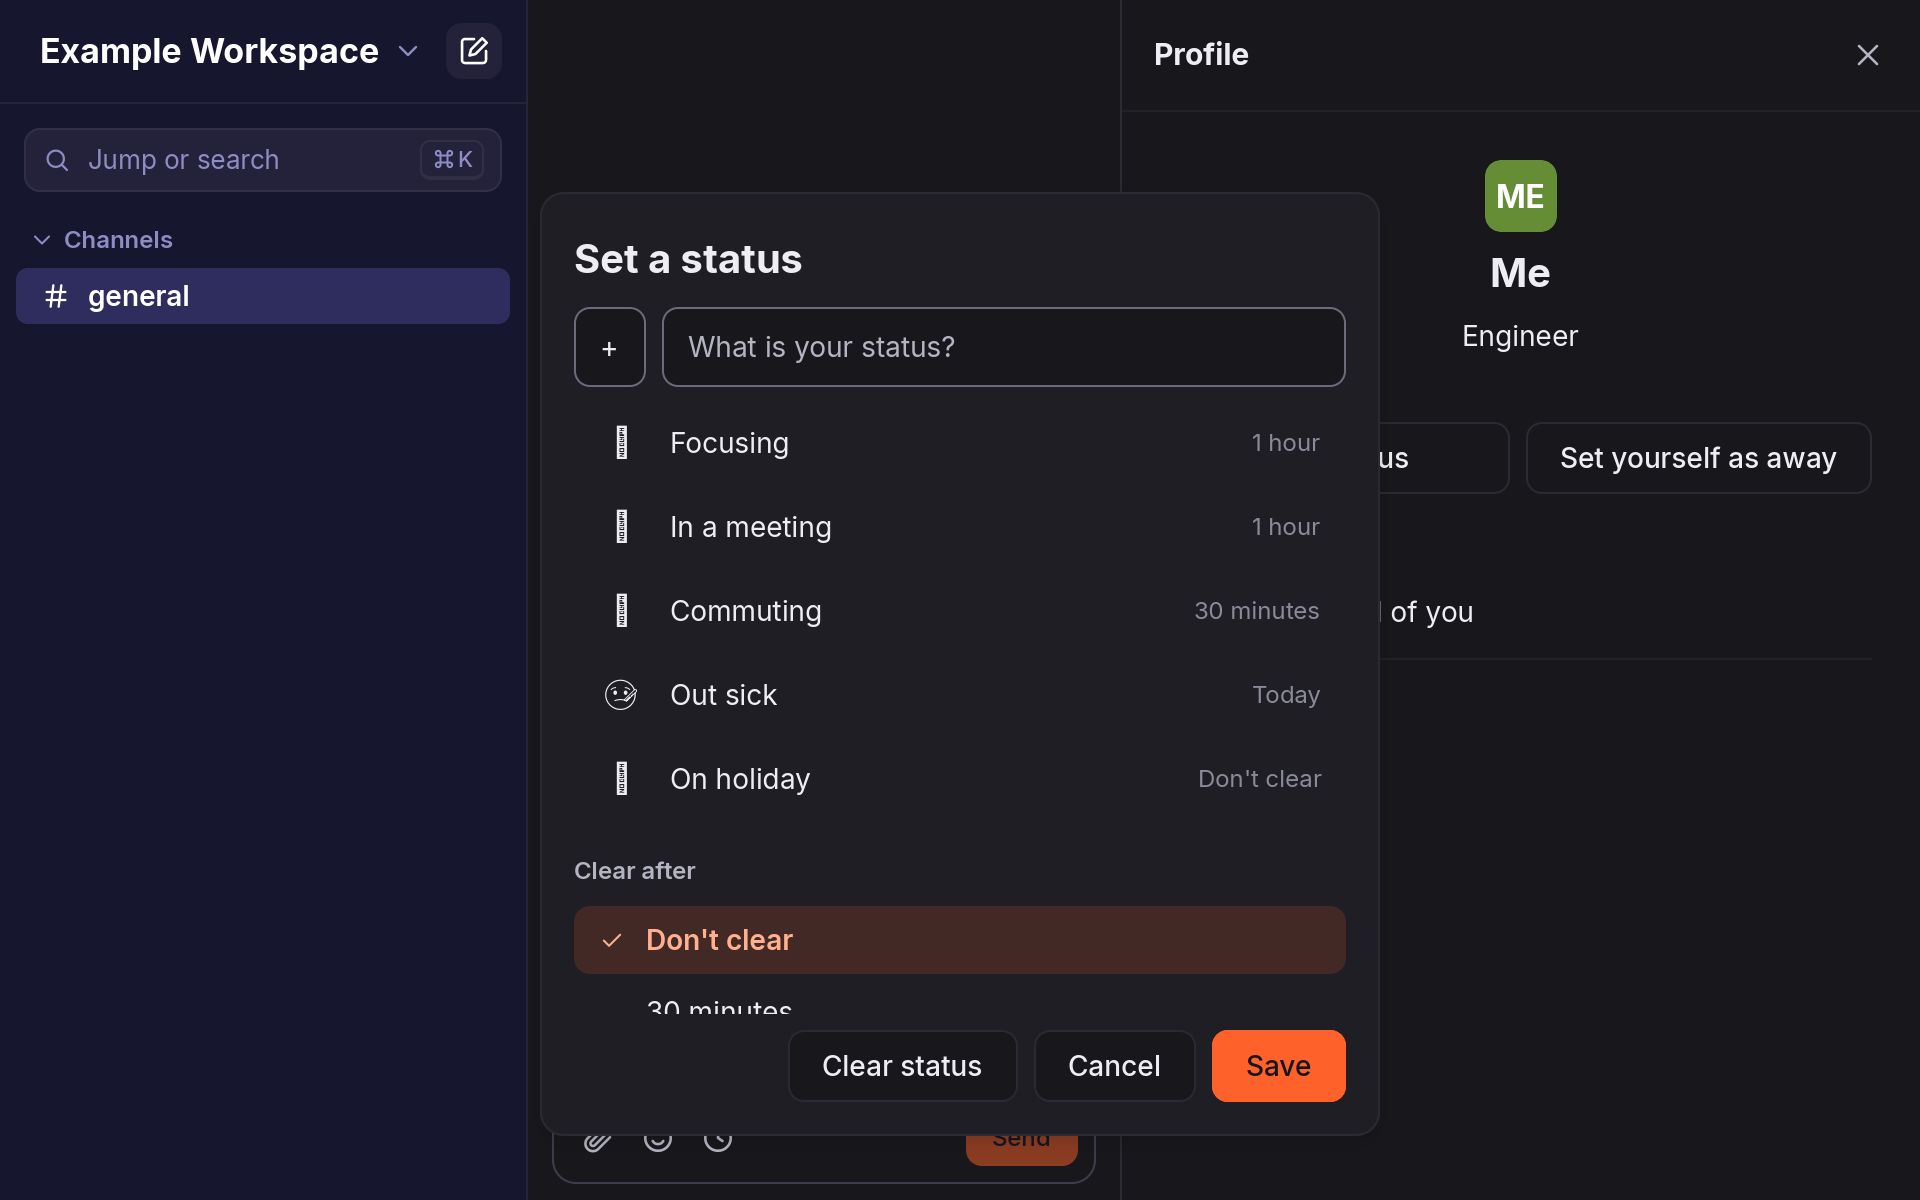 Example Workspace
Jump or search
⌘K
Channels
# general
Profile
ME
Me
Engineer
us
Set yourself as away
of you
Set a status
+
What is your status?
Focusing 1 hour
In a meeting 1 hour
Commuting 30 minutes
Out sick Today
On holiday Don't clear
Clear after
Don't clear
30 minutes
Clear status
Cancel
Save
Send